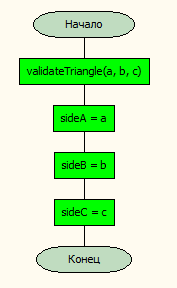 Начало
validateTriangle(a, b, c)
sideA = a
sideB = b
sideC = c
Конец